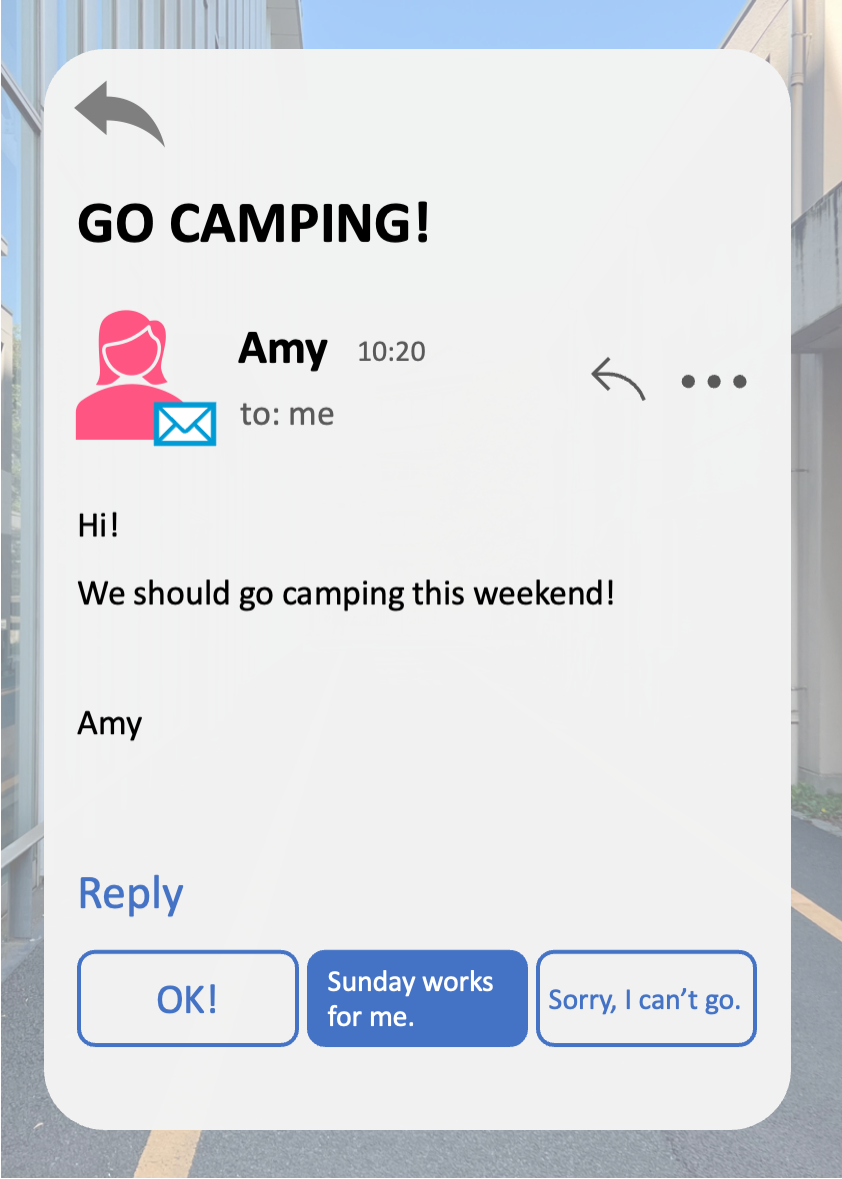 GO CAMPING!
Amy 10:20
to: me
Hi!
We should go camping this weekend!
Amy
Reply
OK!
Sunday works
for me.
Sorry, I can’t go.